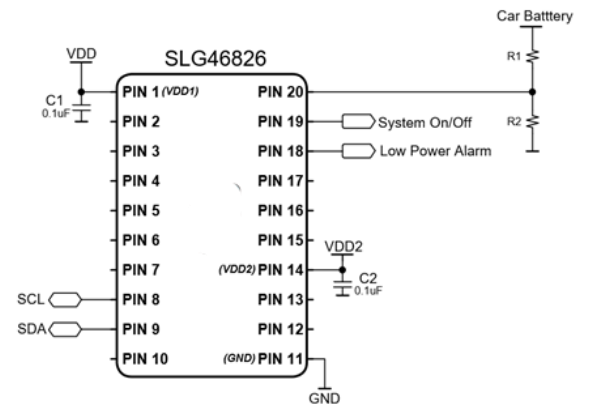 Car Batttery
R1
VDD
SLG46826
C1
0.1uF
PIN 1 (VDD1)
PIN 20
PIN 2
PIN 19
System On/Off
R2
PIN 3
PIN 18
Low Power Alarm
PIN 4
PIN 17
PIN 5
PIN 16
PIN 6
PIN 15
VDD2
PIN 7
(VDD2) PIN 14
C2
0.1uF
SCL
PIN 8
PIN 13
SDA
PIN 9
PIN 12
PIN 10
(GND) PIN 11
GND